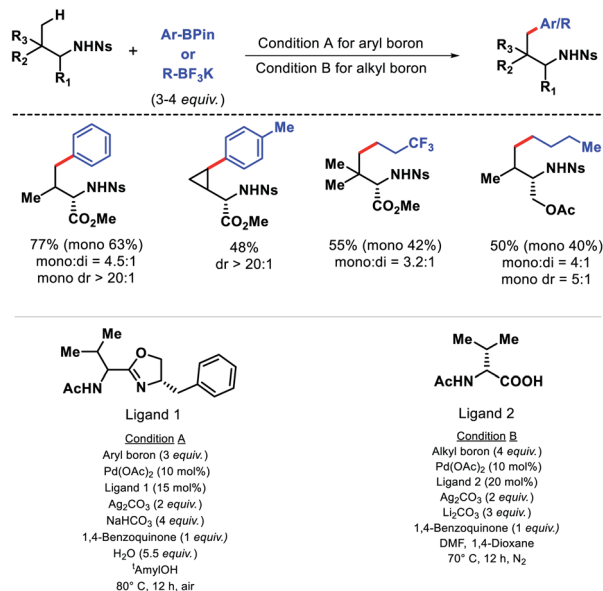 H
R3
R2
NHNs
R1
+
Ar-BPin
or
R-BF3K
(3-4 equiv.)
Condition A for aryl boron
Condition B for alkyl boron
Ar/R
R3
R2
NHNs
R1
Me
NHNs
CO2Me
77% (mono 63%)
mono:di = 4.5:1
mono dr > 20:1
Me
NHNs
CO2Me
48%
dr > 20:1
CF3
Me
Me
NHNs
CO2Me
55% (mono 42%)
mono:di = 3.2:1
Me
Me
NHNs
OAc
50% (mono 40%)
mono:di = 4:1
mono dr = 5:1
Me
Me
O
N
AcHN
Ligand 1
Condition A
Aryl boron (3 equiv.)
Pd(OAc)2 (10 mol%)
Ligand 1 (15 mol%)
Ag2CO3 (2 equiv.)
NaHCO3 (4 equiv.)
1,4-Benzoquinone (1 equiv.)
H2O (5.5 equiv.)
tAmylOH
80° C, 12 h, air
Me
Me
AcHN
COOH
Ligand 2
Condition B
Alkyl boron (4 equiv.)
Pd(OAc)2 (10 mol%)
Ligand 2 (20 mol%)
Ag2CO3 (2 equiv.)
Li2CO3 (3 equiv.)
1,4-Benzoquinone (1 equiv.)
DMF, 1,4-Dioxane
70° C, 12 h, N2